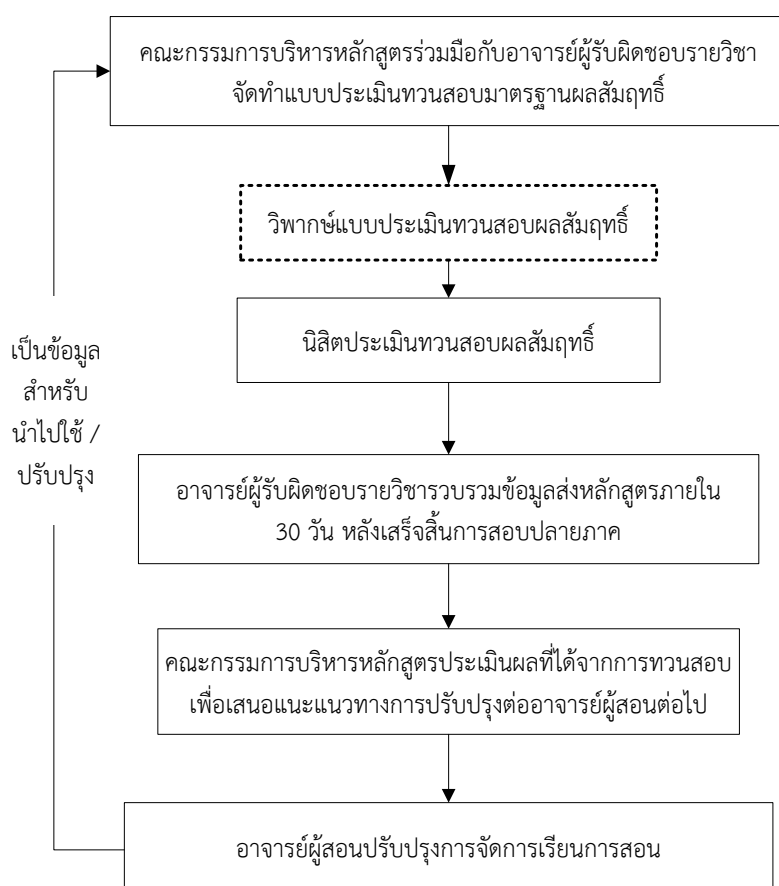 คณะกรรมการบริหารหลักสูตรร่วมมือกับอาจารย์ผู้รับผิดชอบรายวิชา
จัดทำแบบประเมินทวนสอบมาตรฐานผลสัมฤทธิ์
วิพากษ์แบบประเมินทวนสอบผลสัมฤทธิ์
นิสิตประเมินทวนสอบผลสัมฤทธิ์
เป็นข้อมูล
สำหรับ
นำไปใช้ /
ปรับปรุง
อาจารย์ผู้รับผิดชอบรายวิชารวบรวมข้อมูลส่งหลักสูตรภายใน
30 วัน หลังเสร็จสิ้นการสอบปลายภาค
คณะกรรมการบริหารหลักสูตรประเมินผลที่ได้จากการทวนสอบ
เพื่อเสนอแนะแนวทางการปรับปรุงต่ออาจารย์ผู้สอนต่อไป
อาจารย์ผู้สอนปรับปรุงการจัดการเรียนการสอน